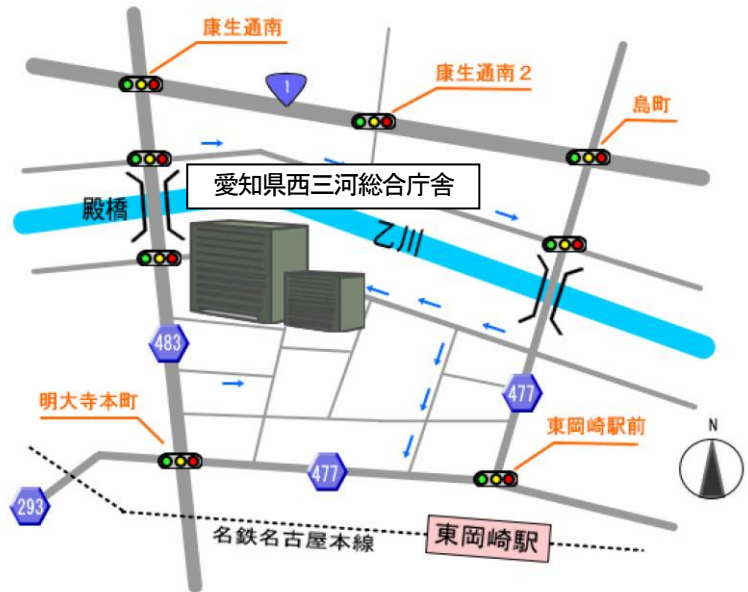 康生通南
1
康生通南2
島町
愛知県西三河総合庁舎
殿橋
乙川
483
477
明大寺本町
東岡崎駅前
N
477
293
名鉄名古屋本線
東岡崎駅